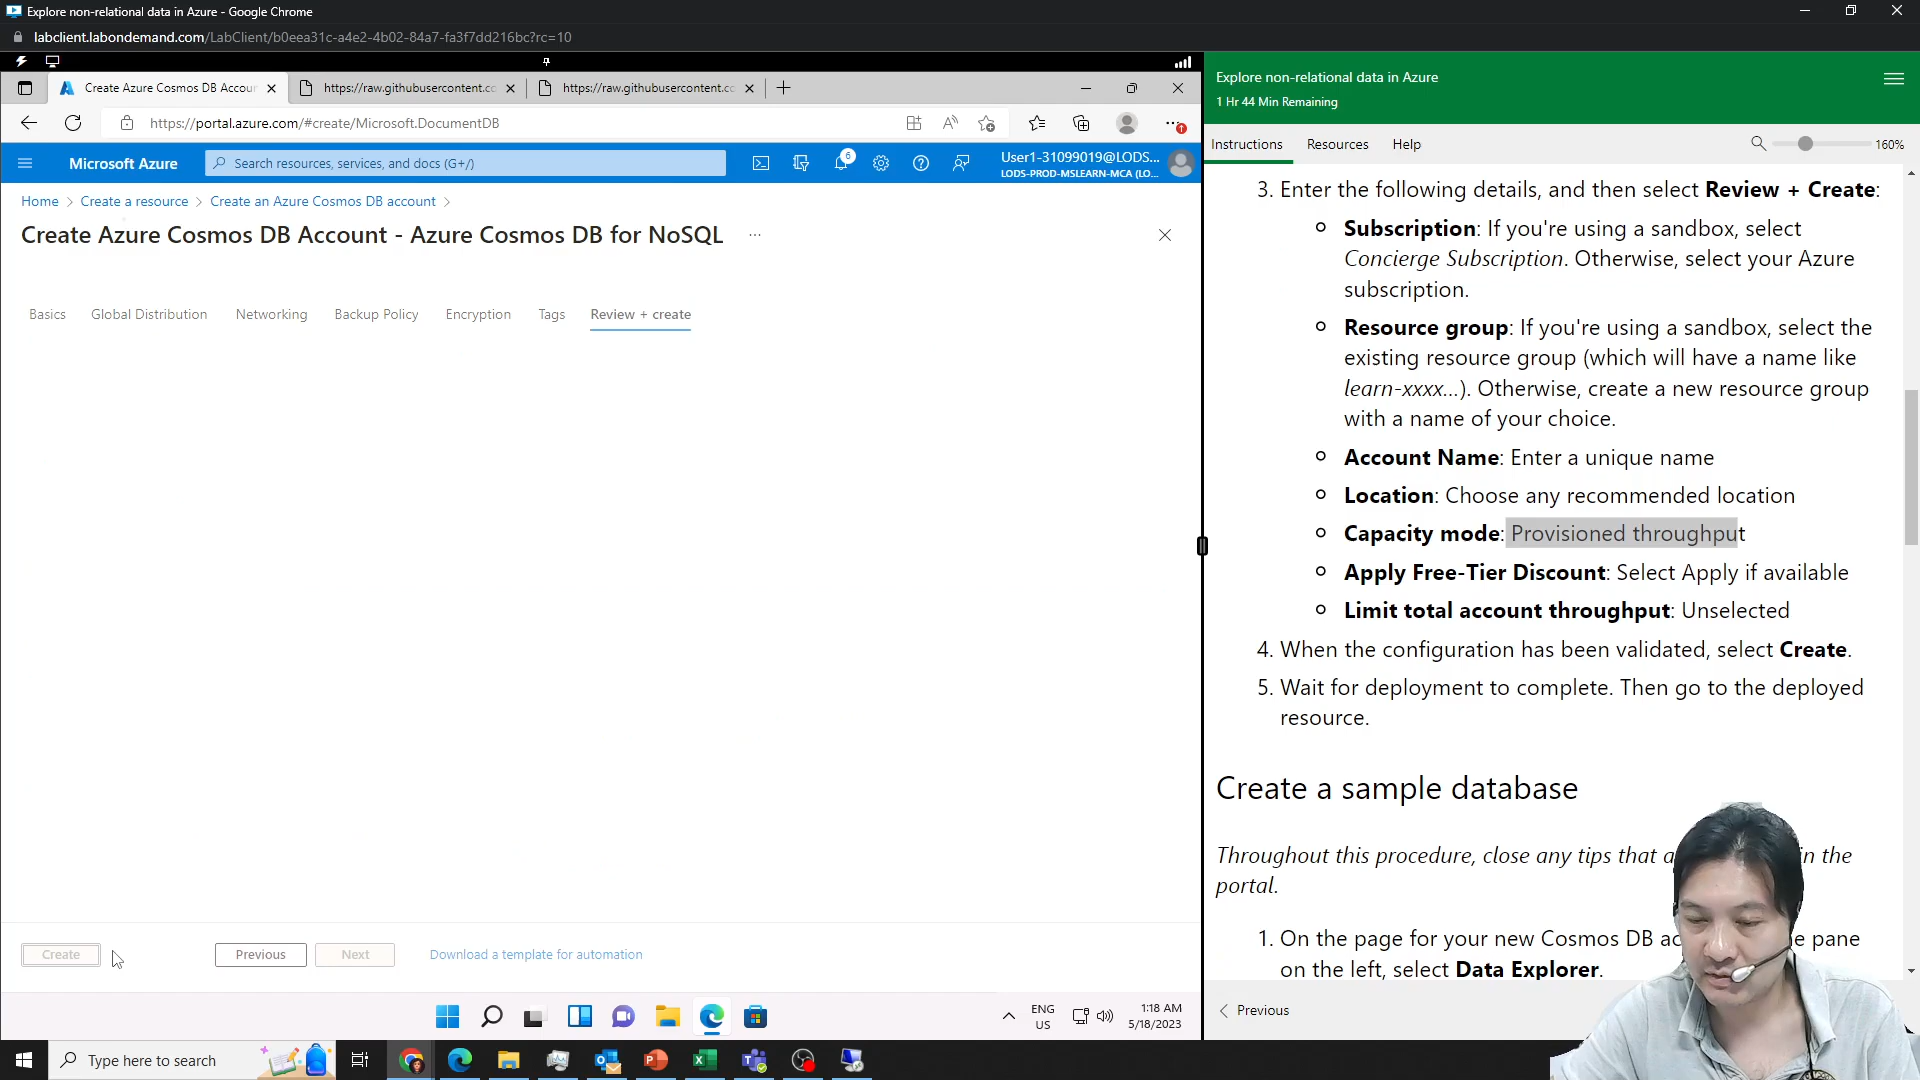 Explore non-relational data in Azure - Google Chrome
labclient.labondemand.com/LabClient/b0eea31c-a4e2-4b02-84a7-fa3f7dd216bc?rc=10
Create Azure Cosmos DB Accoun
https://raw.githubusercontent.cc
https://raw.githubusercontent.cc
https://portal.azure.com/#create/Microsoft.DocumentDB
Microsoft Azure
Search resources, services, and docs (G+/)
6
User1-31099019@LODS...
LODS-PROD-MSLEARN-MCA (LO...
Home > Create a resource > Create an Azure Cosmos DB account >
Create Azure Cosmos DB Account - Azure Cosmos DB for NoSQL ...
Basics Global Distribution Networking Backup Policy Encryption Tags Review + create
Create
Previous
Next
Download a template for automation
ENG
US
1:18 AM
5/18/2023
Explore non-relational data in Azure
1 Hr 44 Min Remaining
Instructions Resources Help
160%
3. Enter the following details, and then select Review + Create:
Subscription: If you're using a sandbox, select
Concierge Subscription. Otherwise, select your Azure
subscription.
Resource group: If you're using a sandbox, select the
existing resource group (which will have a name like
learn-xxxx...). Otherwise, create a new resource group
with a name of your choice.
Account Name: Enter a unique name
Location: Choose any recommended location
Capacity mode: Provisioned throughput
Apply Free-Tier Discount: Select Apply if available
Limit total account throughput: Unselected
4. When the configuration has been validated, select Create.
5. Wait for deployment to complete. Then go to the deployed
resource.
Create a sample database
Throughout this procedure, close any tips that in the
portal.
1. On the page for your new Cosmos DB pane
on the left, select Data Explorer.
Previous
Type here to search